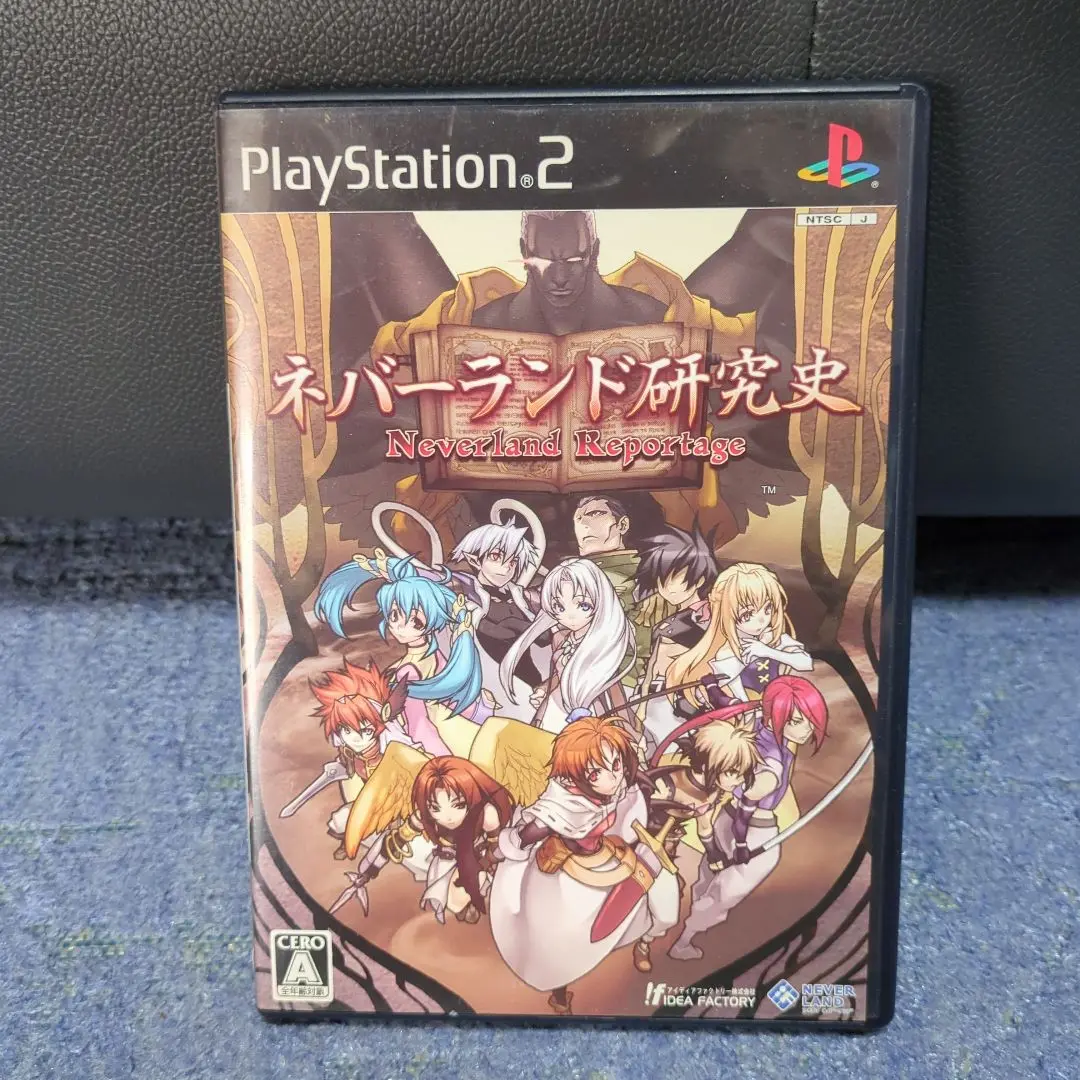 PlayStation®2
NTSC J
ネバーランド研究史
Neverland Reportage
TM
CERO
A
全年齢対象
アイディアファクトリー株式会社
IDEA FACTORY
NEVER
LAND